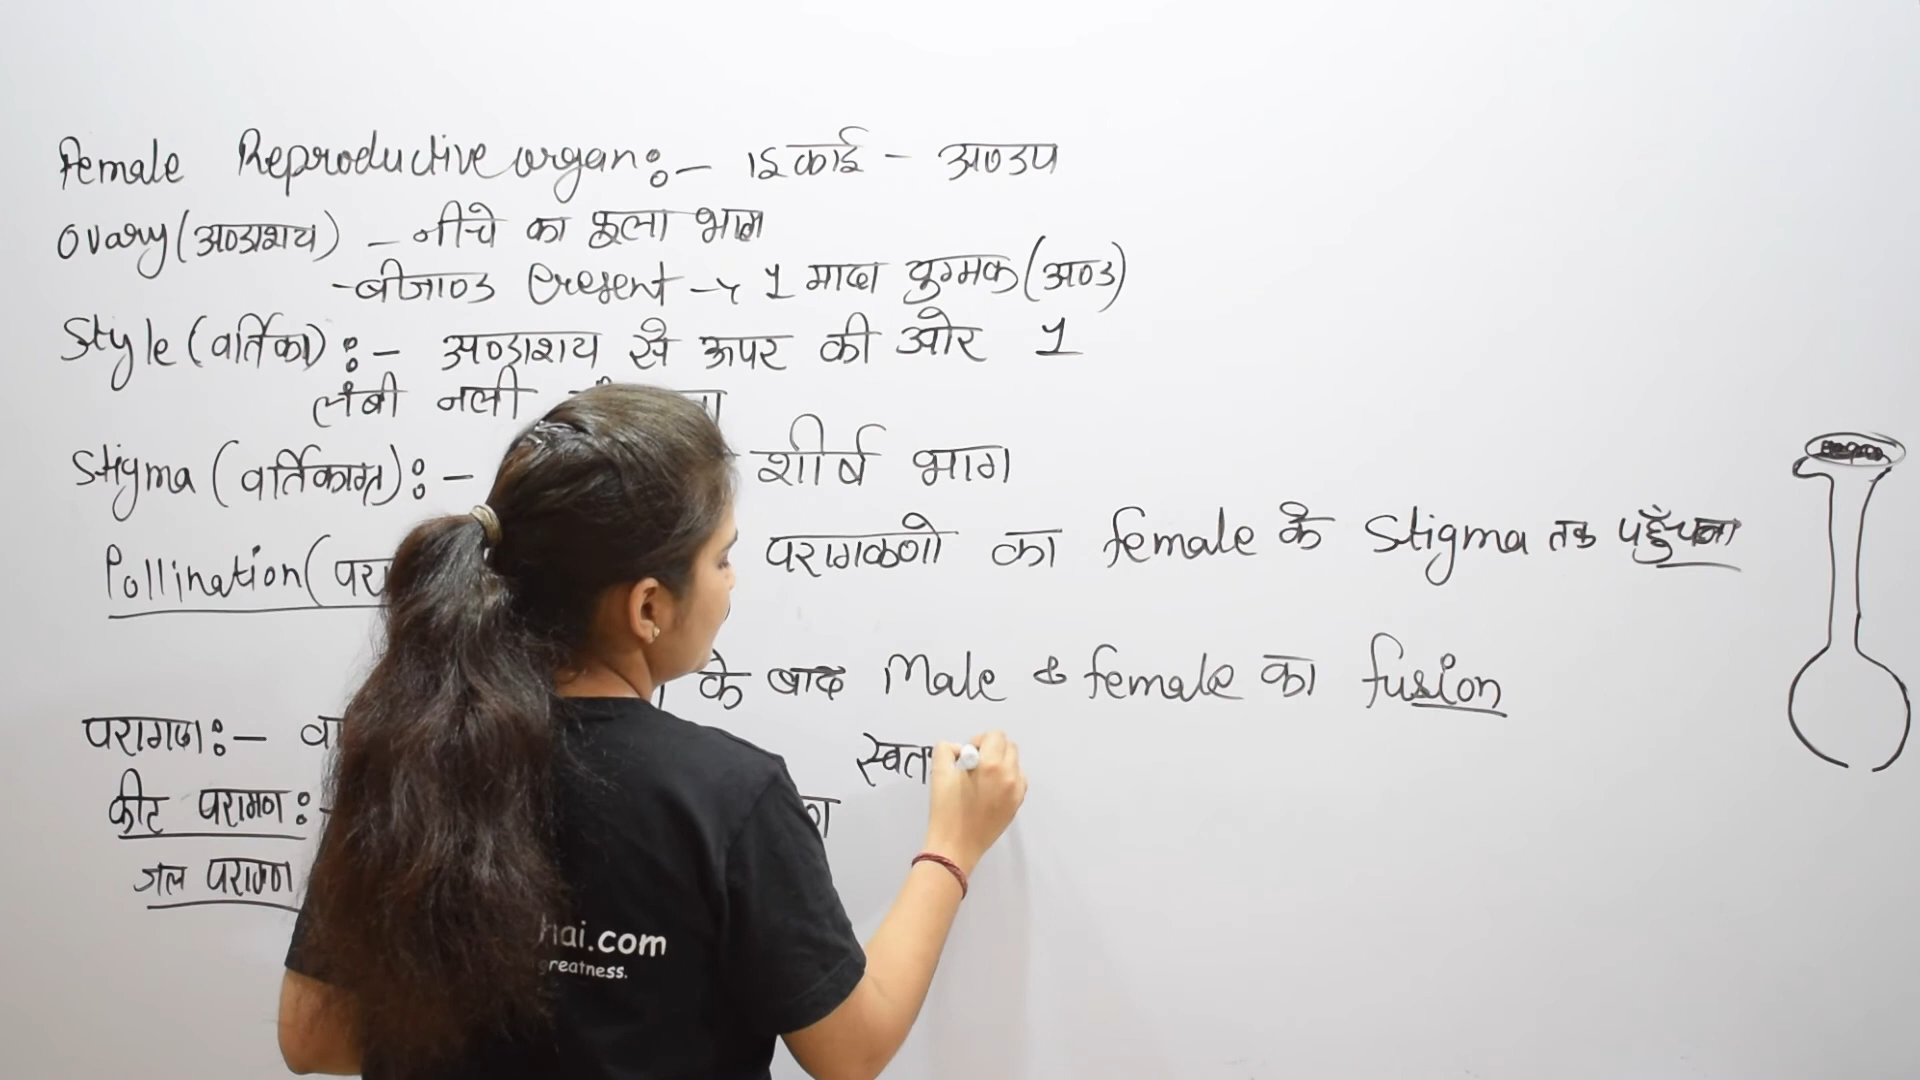 Female Reproductive organ:- इकाई - अण्डप
Ovary (अण्डाशय) - नीचे का फूला भाग
- बीजाण्ड Present → 1 मादा युग्मक (अण्ड)
Style (वर्तिका) :- अण्डाशय से ऊपर की ओर 1
लंबी नली
Stigma (वर्तिकाग्र) :- शीर्ष भाग
Pollination ( परागकणो का female के Stigma तक पहुँचना
के बाद Male & female का fusion
परागण :-
कीट परागण :-
जल परागण
hai.com
greatness.